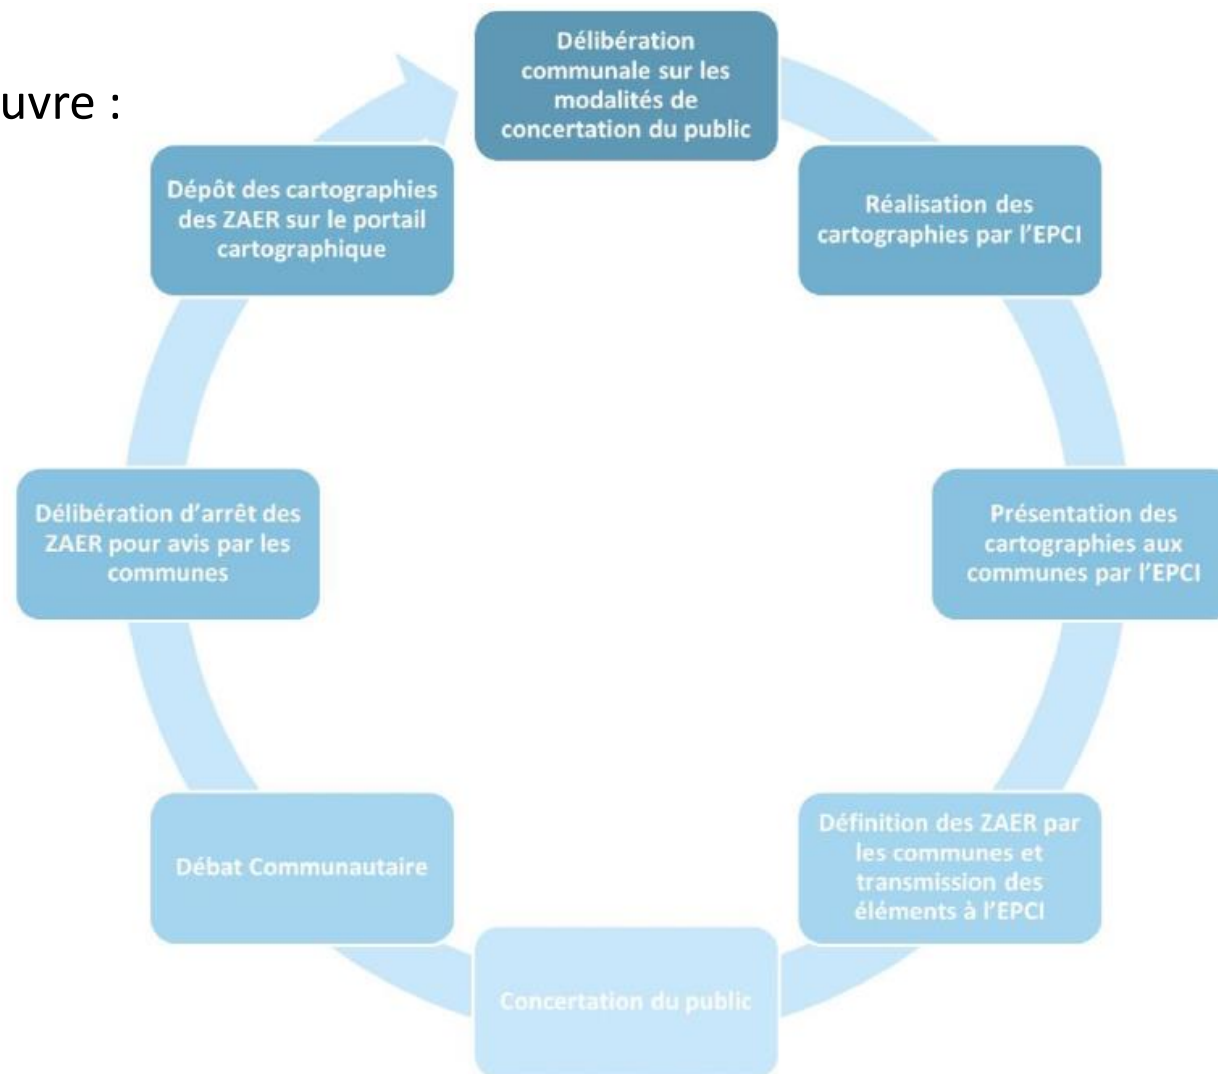 uvre :
Délibération
communale sur les
modalités de
concertation du public
Réalisation des
cartographies par l'EPCI
Présentation des
cartographies aux
communes par l'EPCI
Définition des ZAER par
les communes et
transmission des
éléments à l'EPCI
Concertation du public
Débat Communautaire
Délibération d'arrêt des
ZAER pour avis par les
communes
Dépôt des cartographies
des ZAER sur le portail
cartographique